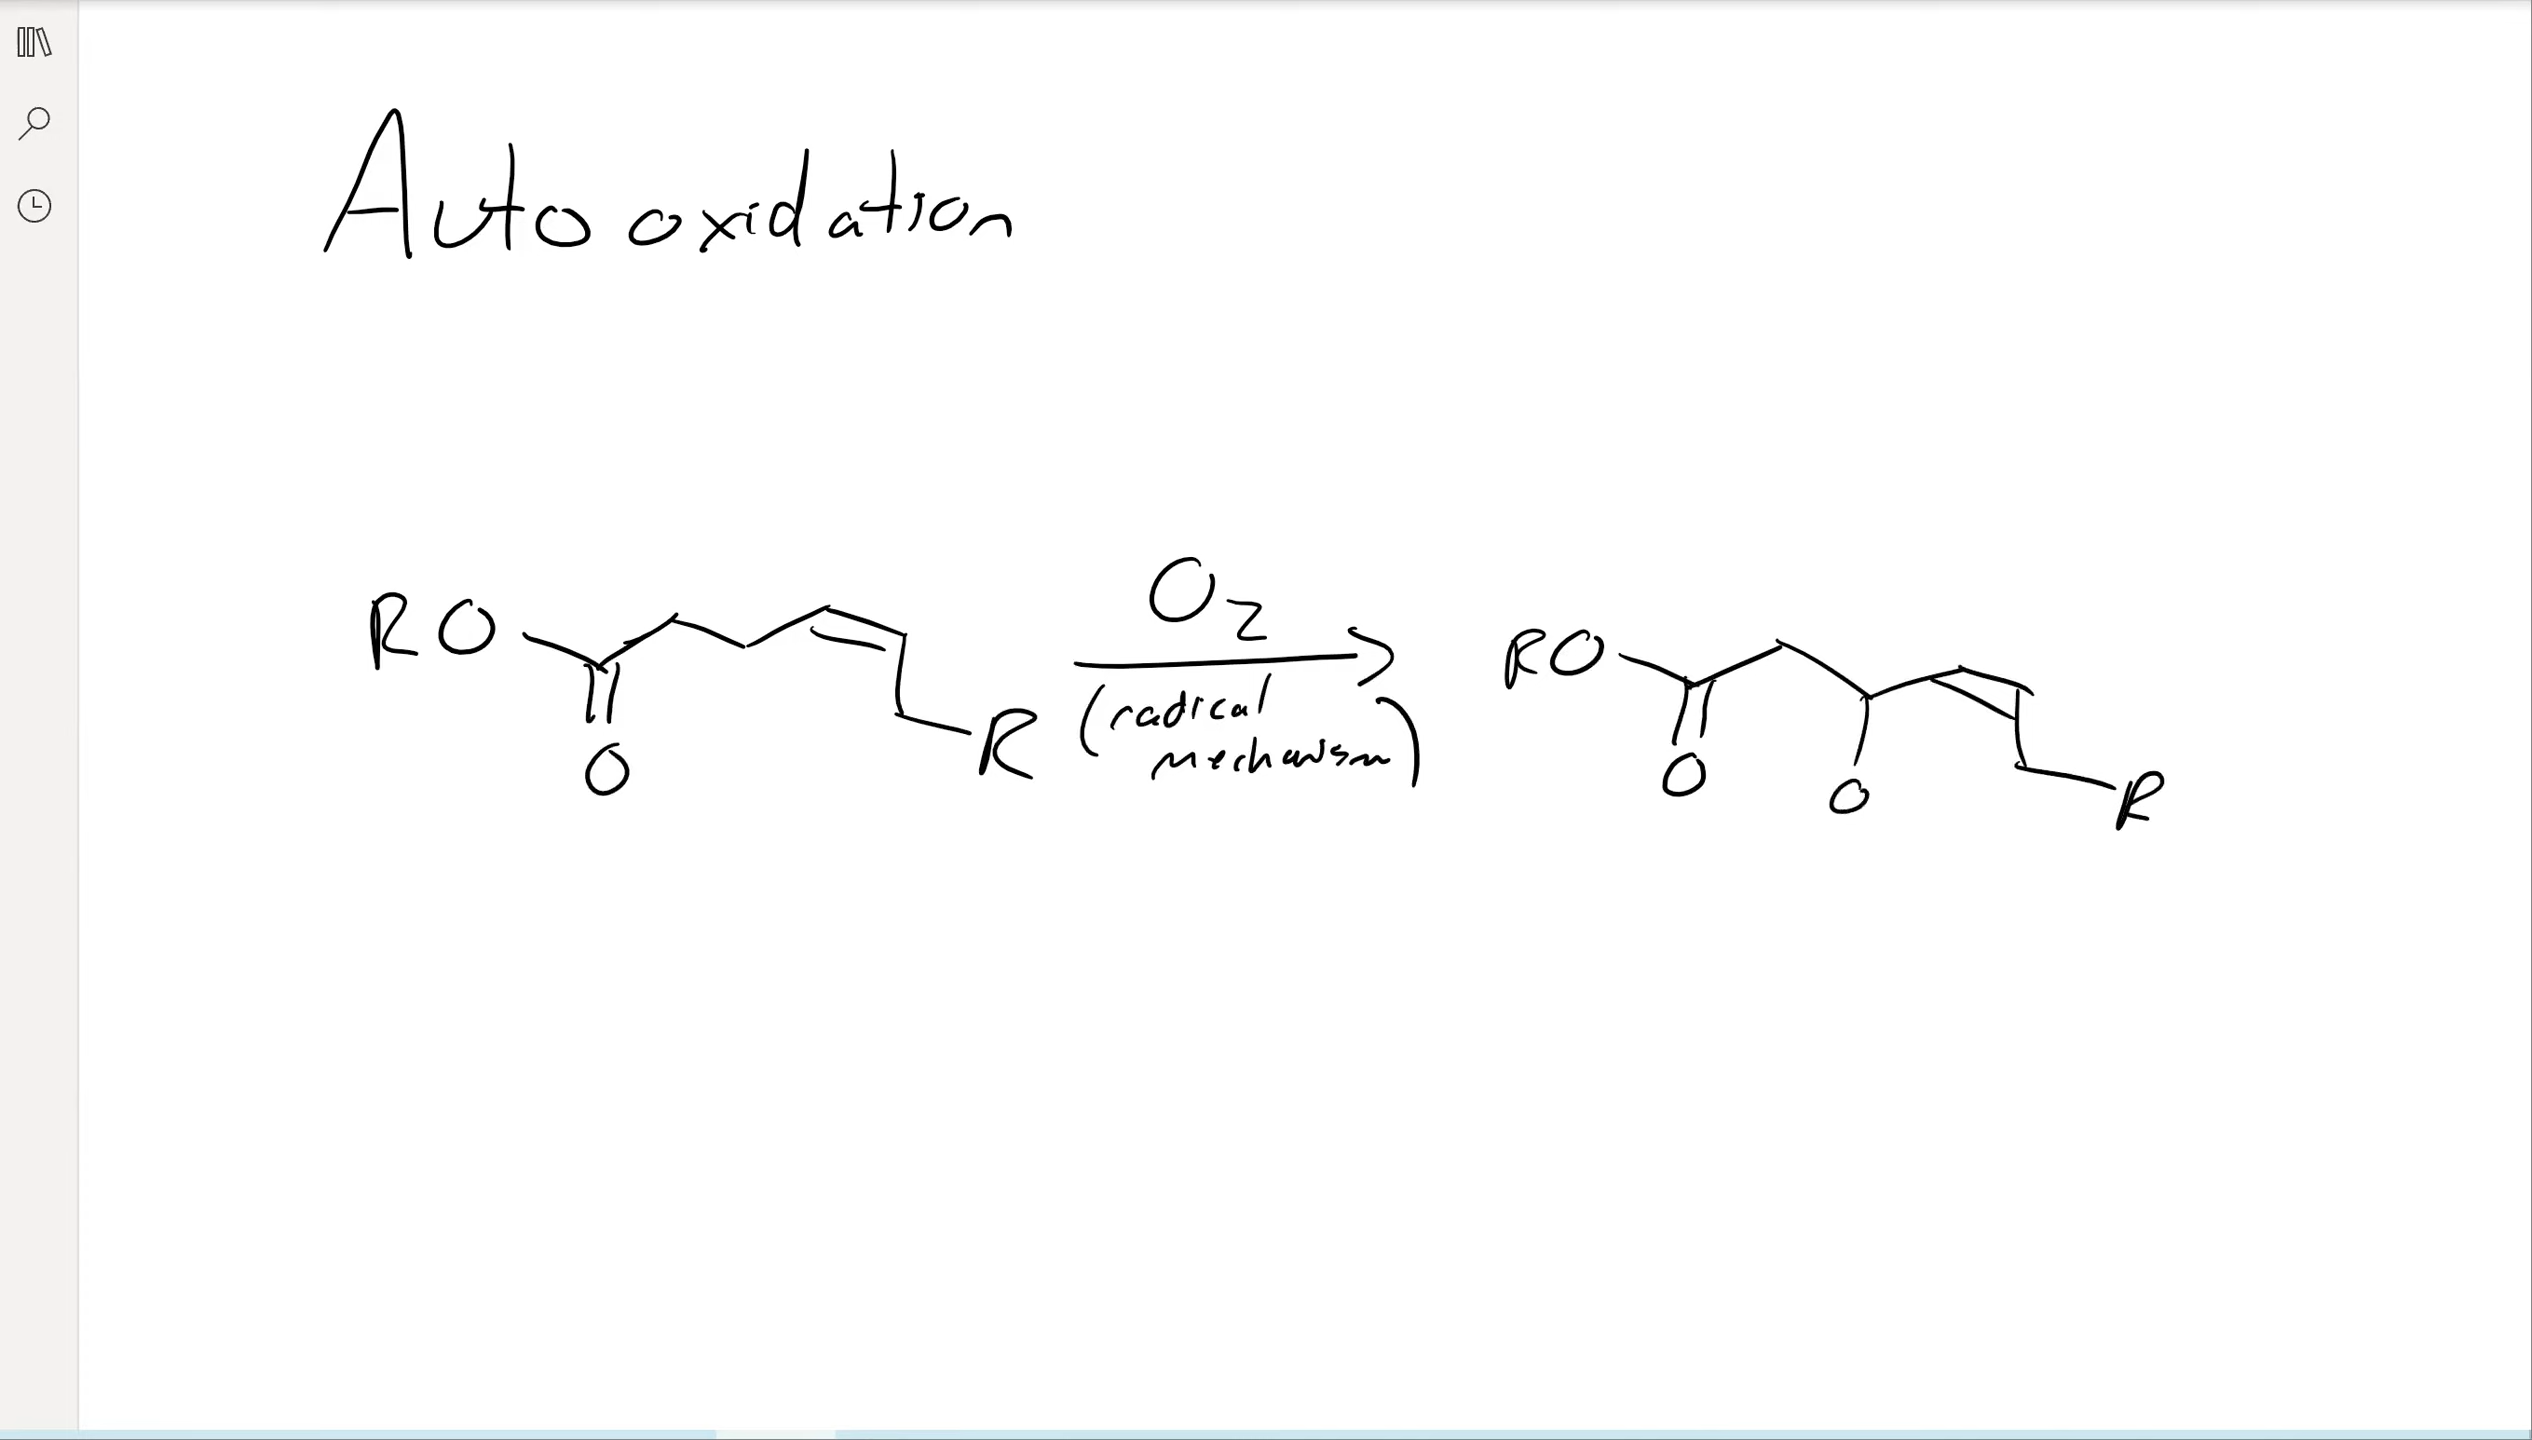 Autooxidation
RO
O
R
O2
(radical
mechanism)
RO
O
O
R